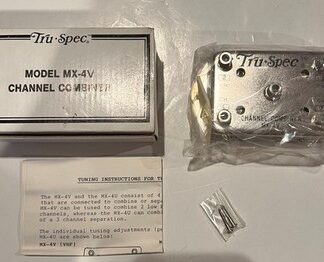 Tru·Spec
MODEL MX-4V
CHANNEL COMBINER
Tru·Spec
CHANNEL COMBINER
TUNING INSTRUCTIONS FOR
The MX-4V and the MX-4U consist of 4
that are connected to combine or
MX-4V can be tuned to combine 2 low
channels, whereas the MX-4U can
of a 3 channel separation.
The individual tuning adjustments
MX-4U are shown below:
MX-4V (VHF)